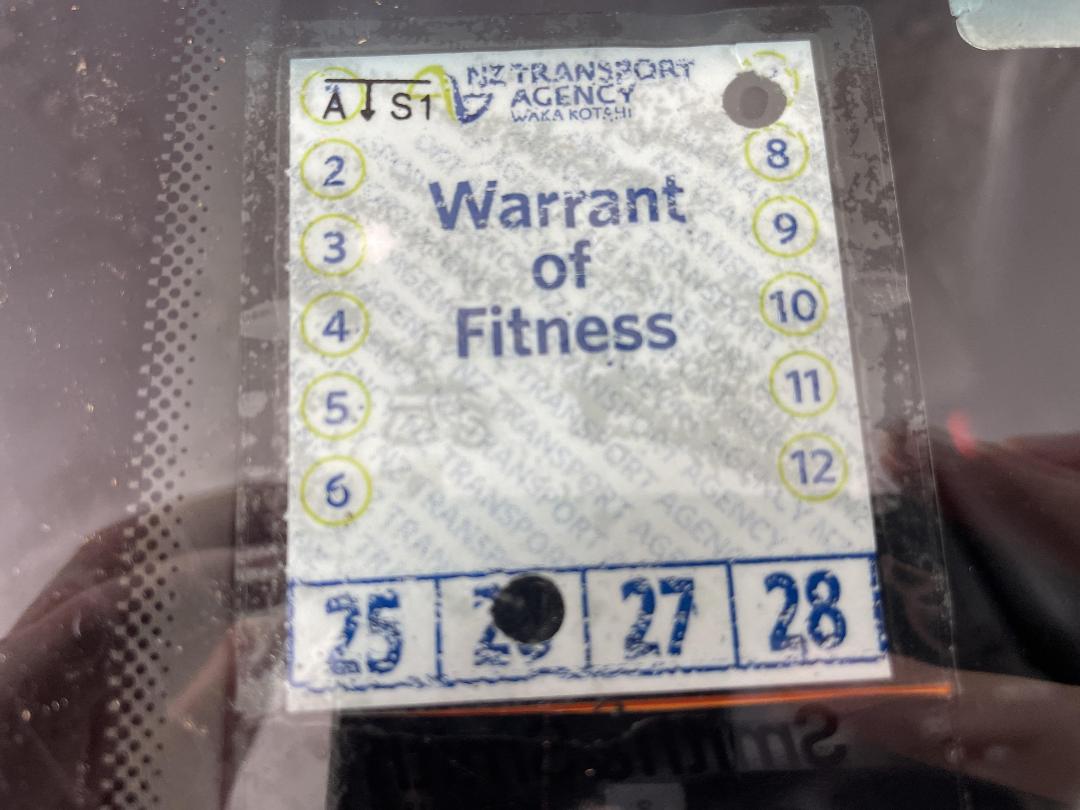 A S1
NZ TRANSPORT
AGENCY
WAKA KOTAHI
2
3
4
5
6
8
9
10
11
12
Warrant
of
Fitness
25
27
28